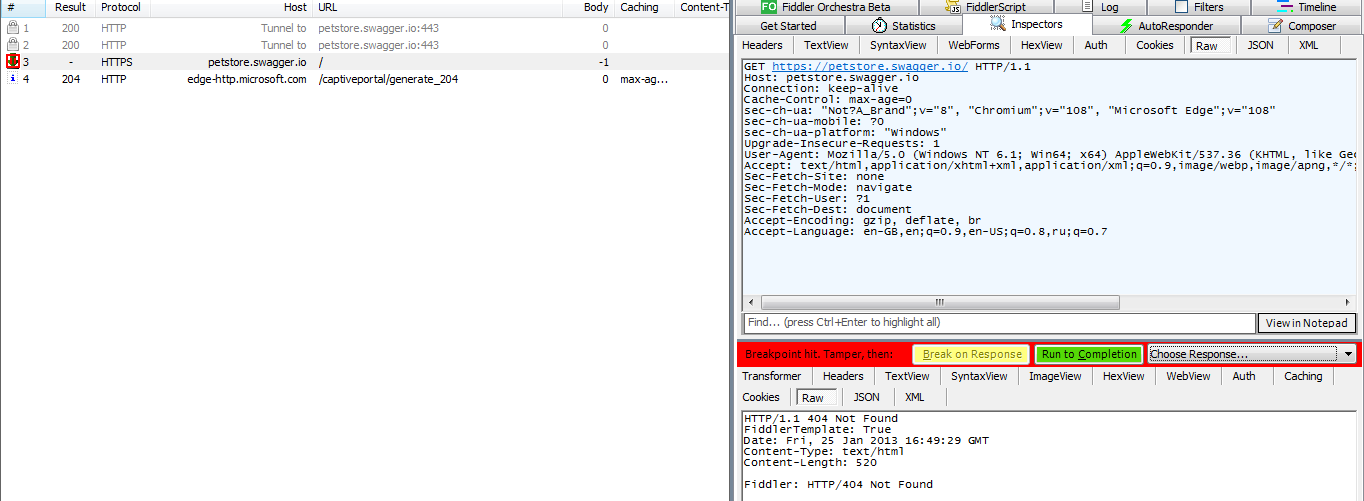 # Result Protocol Host URL Body Caching Content-T
1 200 HTTP Tunnel to petstore.swagger.io:443 0
2 200 HTTP Tunnel to petstore.swagger.io:443 0
3 - HTTPS petstore.swagger.io / -1
4 204 HTTP edge-http.microsoft.com /captiveportal/generate_204 0 max-ag...
FO Fiddler Orchestra Beta FiddlerScript Log Filters Timeline
Get Started Statistics Inspectors AutoResponder Composer
Headers TextView SyntaxView WebForms HexView Auth Cookies Raw JSON XML
GET https://petstore.swagger.io/ HTTP/1.1
Host: petstore.swagger.io
Connection: keep-alive
Cache-Control: max-age=0
sec-ch-ua: "Not?A_Brand";v="8", "Chromium";v="108", "Microsoft Edge";v="108"
sec-ch-ua-mobile: ?0
sec-ch-ua-platform: "Windows"
Upgrade-Insecure-Requests: 1
User-Agent: Mozilla/5.0 (Windows NT 6.1; Win64; x64) AppleWebKit/537.36 (KHTML, like Gec
Accept: text/html,application/xhtml+xml,application/xml;q=0.9,image/webp,image/apng,*/*;
Sec-Fetch-Site: none
Sec-Fetch-Mode: navigate
Sec-Fetch-User: ?1
Sec-Fetch-Dest: document
Accept-Encoding: gzip, deflate, br
Accept-Language: en-GB,en;q=0.9,en-US;q=0.8,ru;q=0.7
Find... (press Ctrl+Enter to highlight all) View in Notepad
Breakpoint hit. Tamper, then: Break on Response Run to Completion Choose Response...
Transformer Headers TextView SyntaxView ImageView HexView WebView Auth Caching
Cookies Raw JSON XML
HTTP/1.1 404 Not Found
FiddlerTemplate: True
Date: Fri, 25 Jan 2013 16:49:29 GMT
Content-Type: text/html
Content-Length: 520
Fiddler: HTTP/404 Not Found